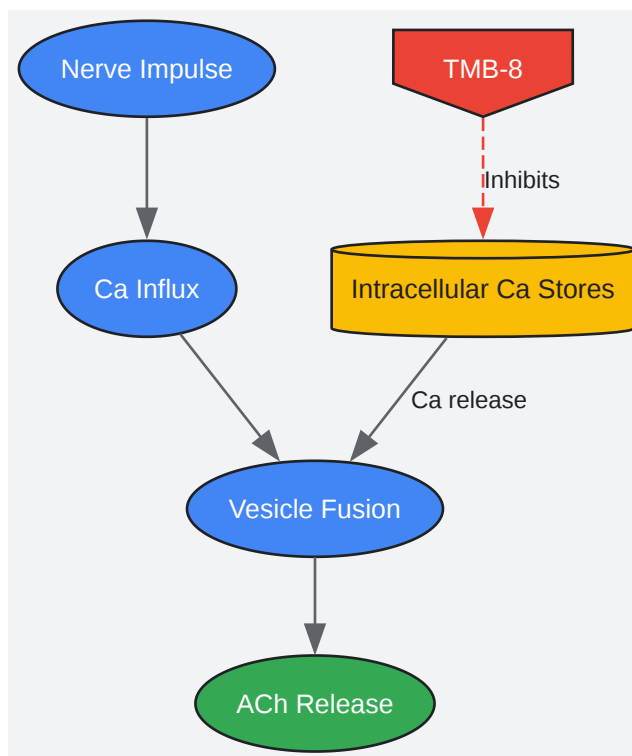 Nerve Impulse
TMB-8
Inhibits
Ca Influx
Intracellular Ca Stores
Ca release
Vesicle Fusion
ACh Release